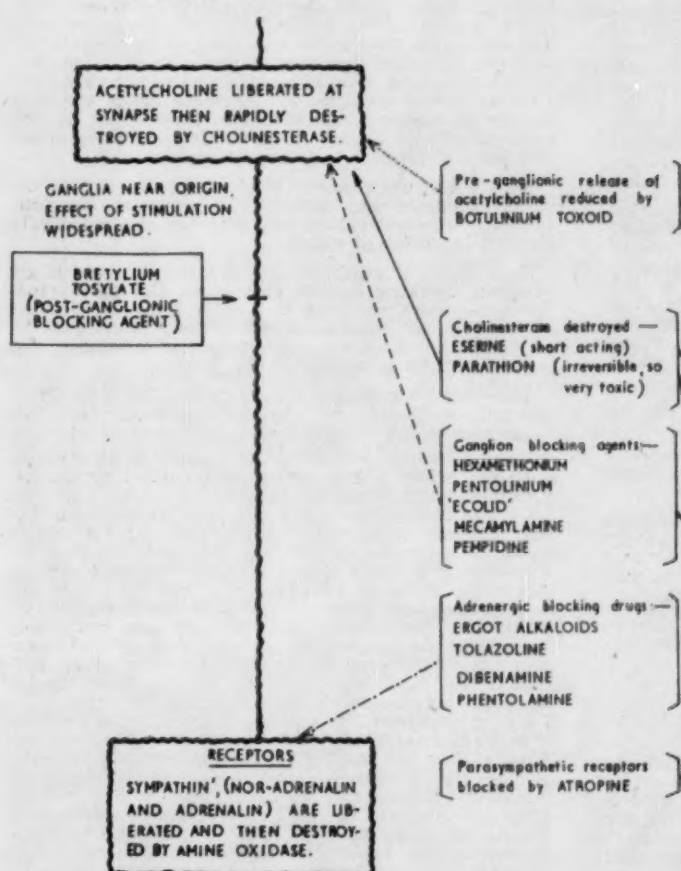 ACETYLCHOLINE LIBERATED AT
SYNAPSE THEN RAPIDLY DES-
TROYED BY CHOLINESTERASE.
GANGLIA NEAR ORIGIN,
EFFECT OF STIMULATION
WIDESPREAD.
BRETYLIUM
TOSYLATE
(POST-GANGLIONIC
BLOCKING AGENT)
Pre-ganglionic release of
acetylcholine reduced by
BOTULINIUM TOXOID
Cholinesterase destroyed —
ESERINE (short acting)
PARATHION (irreversible, so
very toxic)
Ganglion blocking agents:—
HEXAMETHONIUM
PENTOLINIUM
'ECOLID'
MECAMYLAMINE
PEMPIDINE
Adrenergic blocking drugs:—
ERGOT ALKALOIDS
TOLAZOLINE
DIBENAMINE
PHENTOLAMINE
RECEPTORS
SYMPATHIN', (NOR-ADRENALIN
AND ADRENALIN) ARE LIB-
ERATED AND THEN DESTROY-
ED BY AMINE OXIDASE.
Parasympathetic receptors
blocked by ATROPINE.